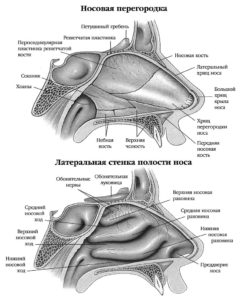 Носовая перегородка
Петушиный гребень
Решетчатая пластинка
Перпендикулярная
пластинка решетчатой
кости
Носовая кость
Латеральный
хрящ носа
Сошник
Хоаны
Большой
хрящ
крыла
носа
Хрящ
перегородки
носа
Небная
кость
Верхняя
челюсть
Передняя
носовая
кость
Латеральная стенка полости носа
Обонятельные
нервы
Обонятельная
луковица
Верхняя носовая
раковина
Средний
носовой
ход
Средняя носовая
раковина
Верхний
носовой
ход
Нижняя
носовая
раковина
Нижний
носовой
ход
Преддверие
носа